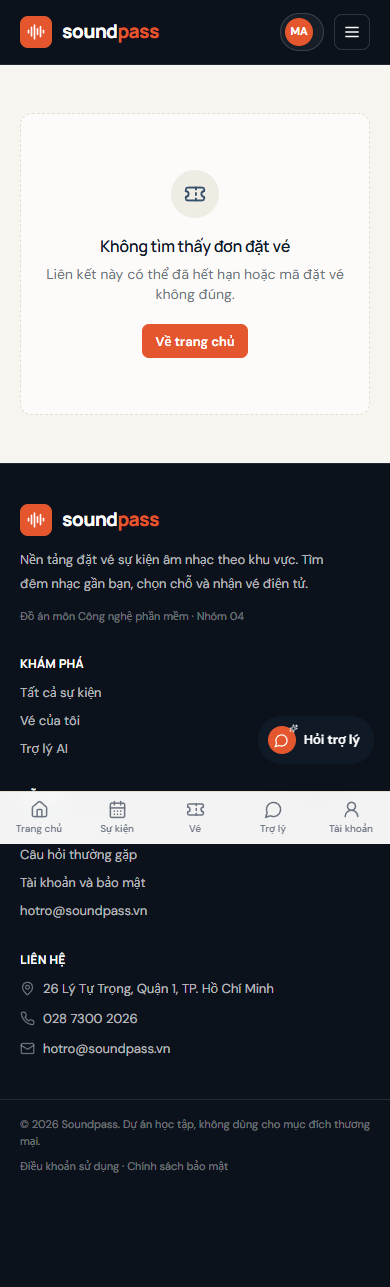 soundpass
MA
Không tìm thấy đơn đặt vé
Liên kết này có thể đã hết hạn hoặc mã đặt vé
không đúng.
Về trang chủ
soundpass
Nền tảng đặt vé sự kiện âm nhạc theo khu vực. Tìm
đêm nhạc gần bạn, chọn chỗ và nhận vé điện tử.
Đồ án môn Công nghệ phần mềm · Nhóm 04
KHÁM PHÁ
Tất cả sự kiện
Vé của tôi
Trợ lý AI
Hỏi trợ lý
Trang chủ
Sự kiện
Vé
Trợ lý
Tài khoản
Câu hỏi thường gặp
Tài khoản và bảo mật
hotro@soundpass.vn
LIÊN HỆ
26 Lý Tự Trọng, Quận 1, TP. Hồ Chí Minh
028 7300 2026
hotro@soundpass.vn
© 2026 Soundpass. Dự án học tập, không dùng cho mục đích thương
mại.
Điều khoản sử dụng · Chính sách bảo mật